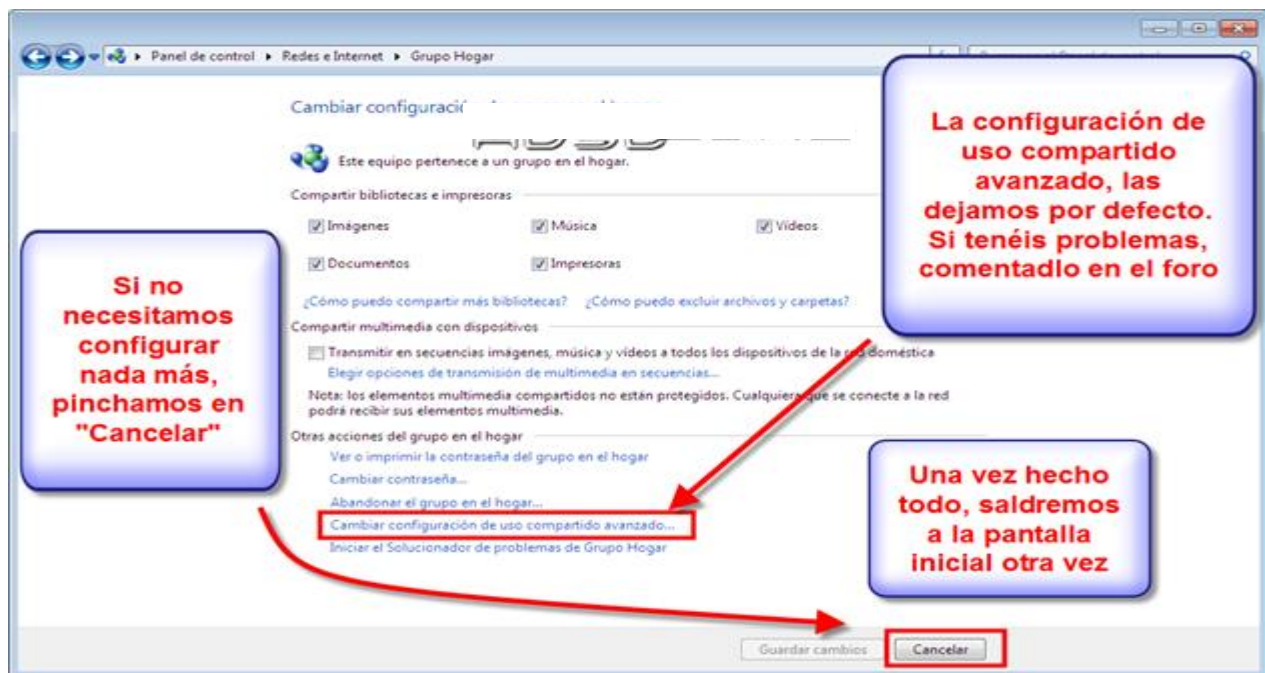 Panel de control ▸ Redes e Internet ▸ Grupo Hogar
Cambiar configuració
Este equipo pertenece a un grupo en el hogar.
Compartir bibliotecas e impresoras
Imágenes Música Vídeos
Documentos Impresoras
¿Cómo puedo compartir más bibliotecas? ¿Cómo puedo excluir archivos y carpetas?
Compartir multimedia con dispositivos
Transmitir en secuencias imágenes, música y vídeos a todos los dispositivos de la red doméstica
Elegir opciones de transmisión de multimedia en secuencias...
Nota: los elementos multimedia compartidos no están protegidos. Cualquiera que se conecte a la red
podrá recibir sus elementos multimedia.
Otras acciones del grupo en el hogar
Ver o imprimir la contraseña del grupo en el hogar
Cambiar contraseña...
Abandonar el grupo en el hogar...
Cambiar configuración de uso compartido avanzado...
Iniciar el Solucionador de problemas de Grupo Hogar
Guardar cambios Cancelar
La configuración de
uso compartido
avanzado, las
dejamos por defecto.
Si tenéis problemas,
comentadlo en el foro
Si no
necesitamos
configurar
nada más,
pinchamos en
"Cancelar"
Una vez hecho
todo, saldremos
a la pantalla
inicial otra vez